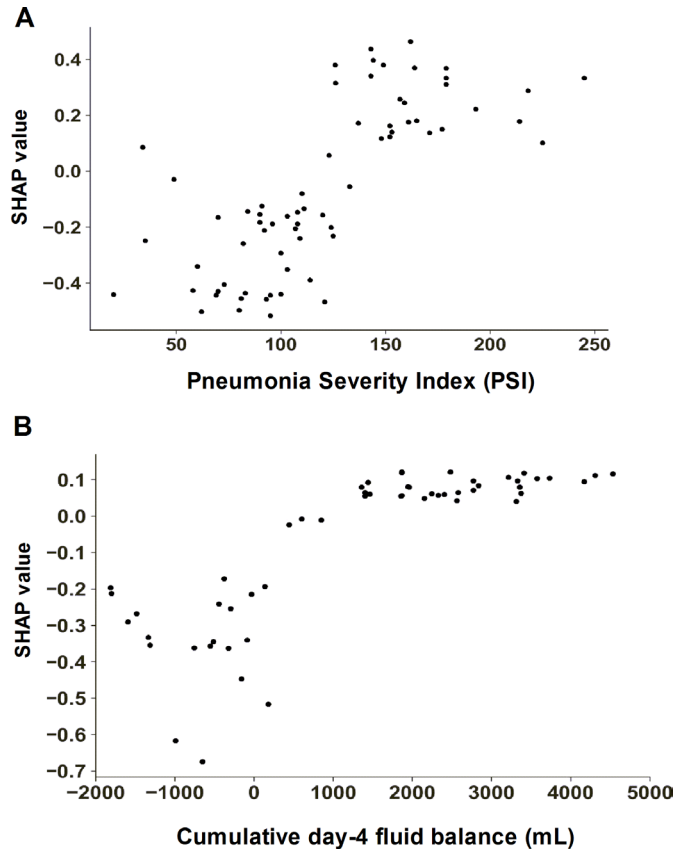 A
0.4
0.2
0.0
−0.2
−0.4
SHAP value
50 100 150 200 250
Pneumonia Severity Index (PSI)
B
0.1
0.0
−0.1
−0.2
−0.3
−0.4
−0.5
−0.6
−0.7
SHAP value
−2000 −1000 0 1000 2000 3000 4000 5000
Cumulative day-4 fluid balance (mL)